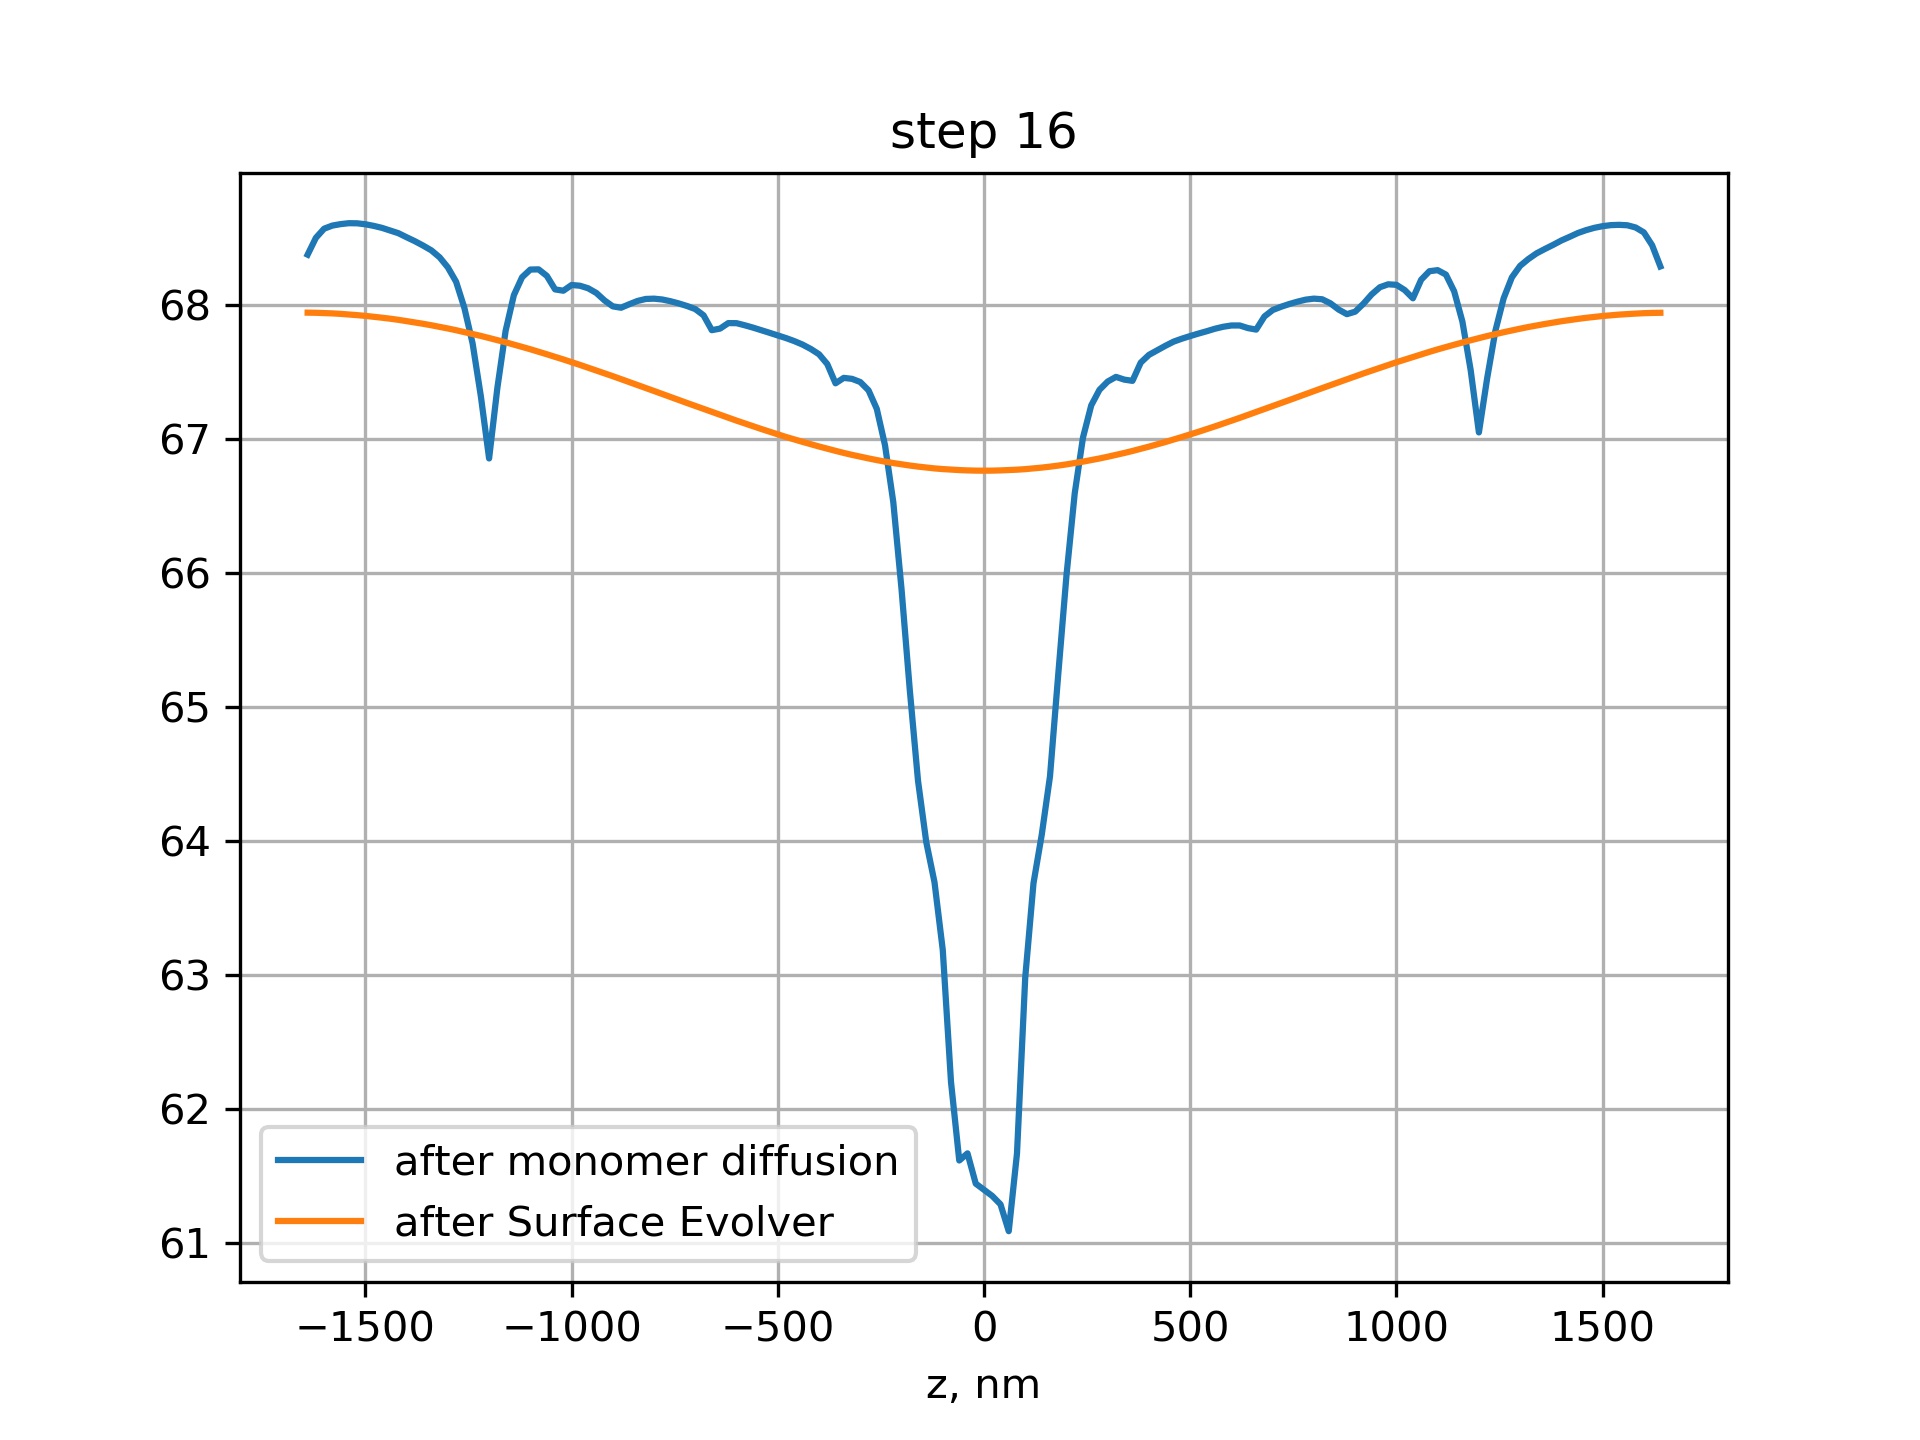 step 16
68
67
66
65
64
63
62
61
after monomer diffusion
after Surface Evolver
−1500 −1000 −500 0 500 1000 1500
z, nm